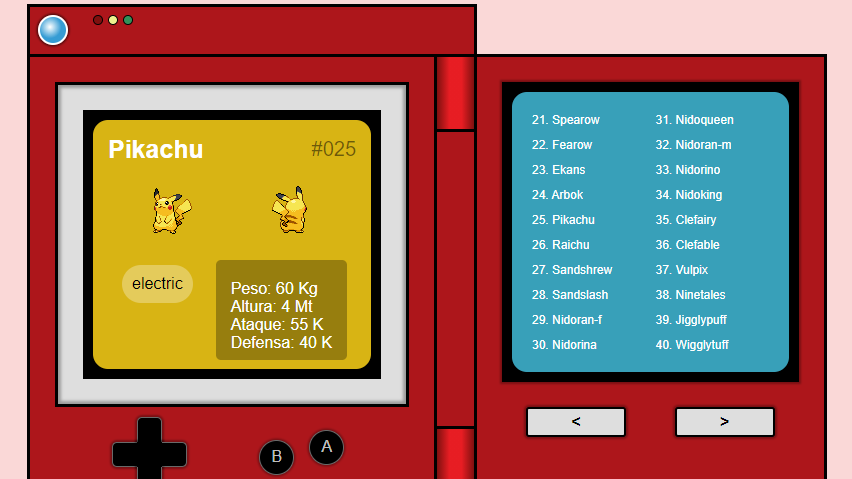 Pikachu
#025
electric
Peso: 60 Kg
Altura: 4 Mt
Ataque: 55 K
Defensa: 40 K
B
A
21. Spearow
22. Fearow
23. Ekans
24. Arbok
25. Pikachu
26. Raichu
27. Sandshrew
28. Sandslash
29. Nidoran-f
30. Nidorina
31. Nidoqueen
32. Nidoran-m
33. Nidorino
34. Nidoking
35. Clefairy
36. Clefable
37. Vulpix
38. Ninetales
39. Jigglypuff
40. Wigglytuff
<
>